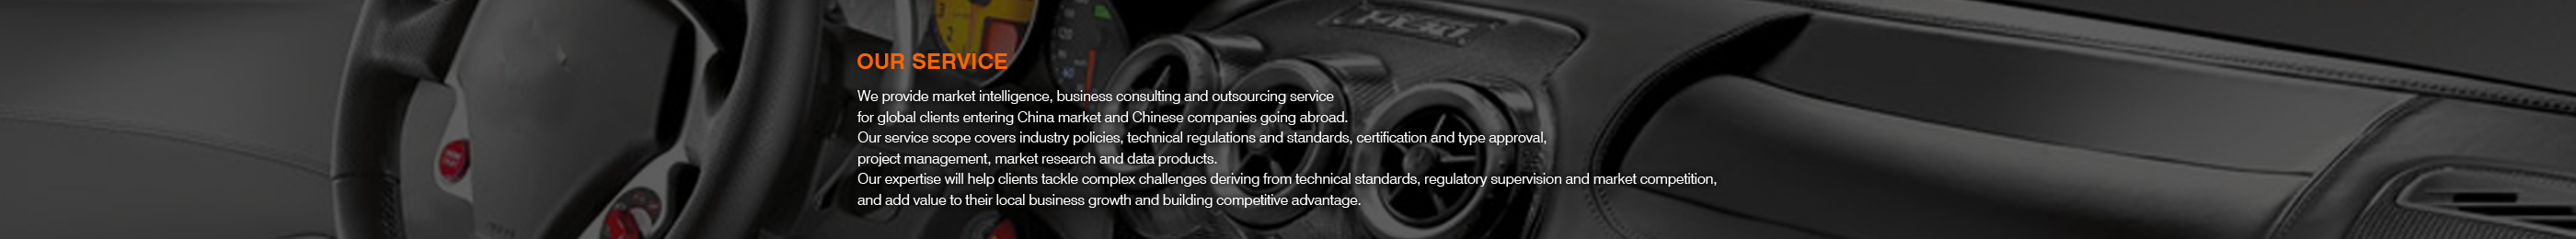 OUR SERVICE
We provide market intelligence, business consulting and outsourcing service
for global clients entering China market and Chinese companies going abroad.
Our service scope covers industry policies, technical regulations and standards, certification and type approval,
project management, market research and data products.
Our expertise will help clients tackle complex challenges deriving from technical standards, regulatory supervision and market competition,
and add value to their local business growth and building competitive advantage.